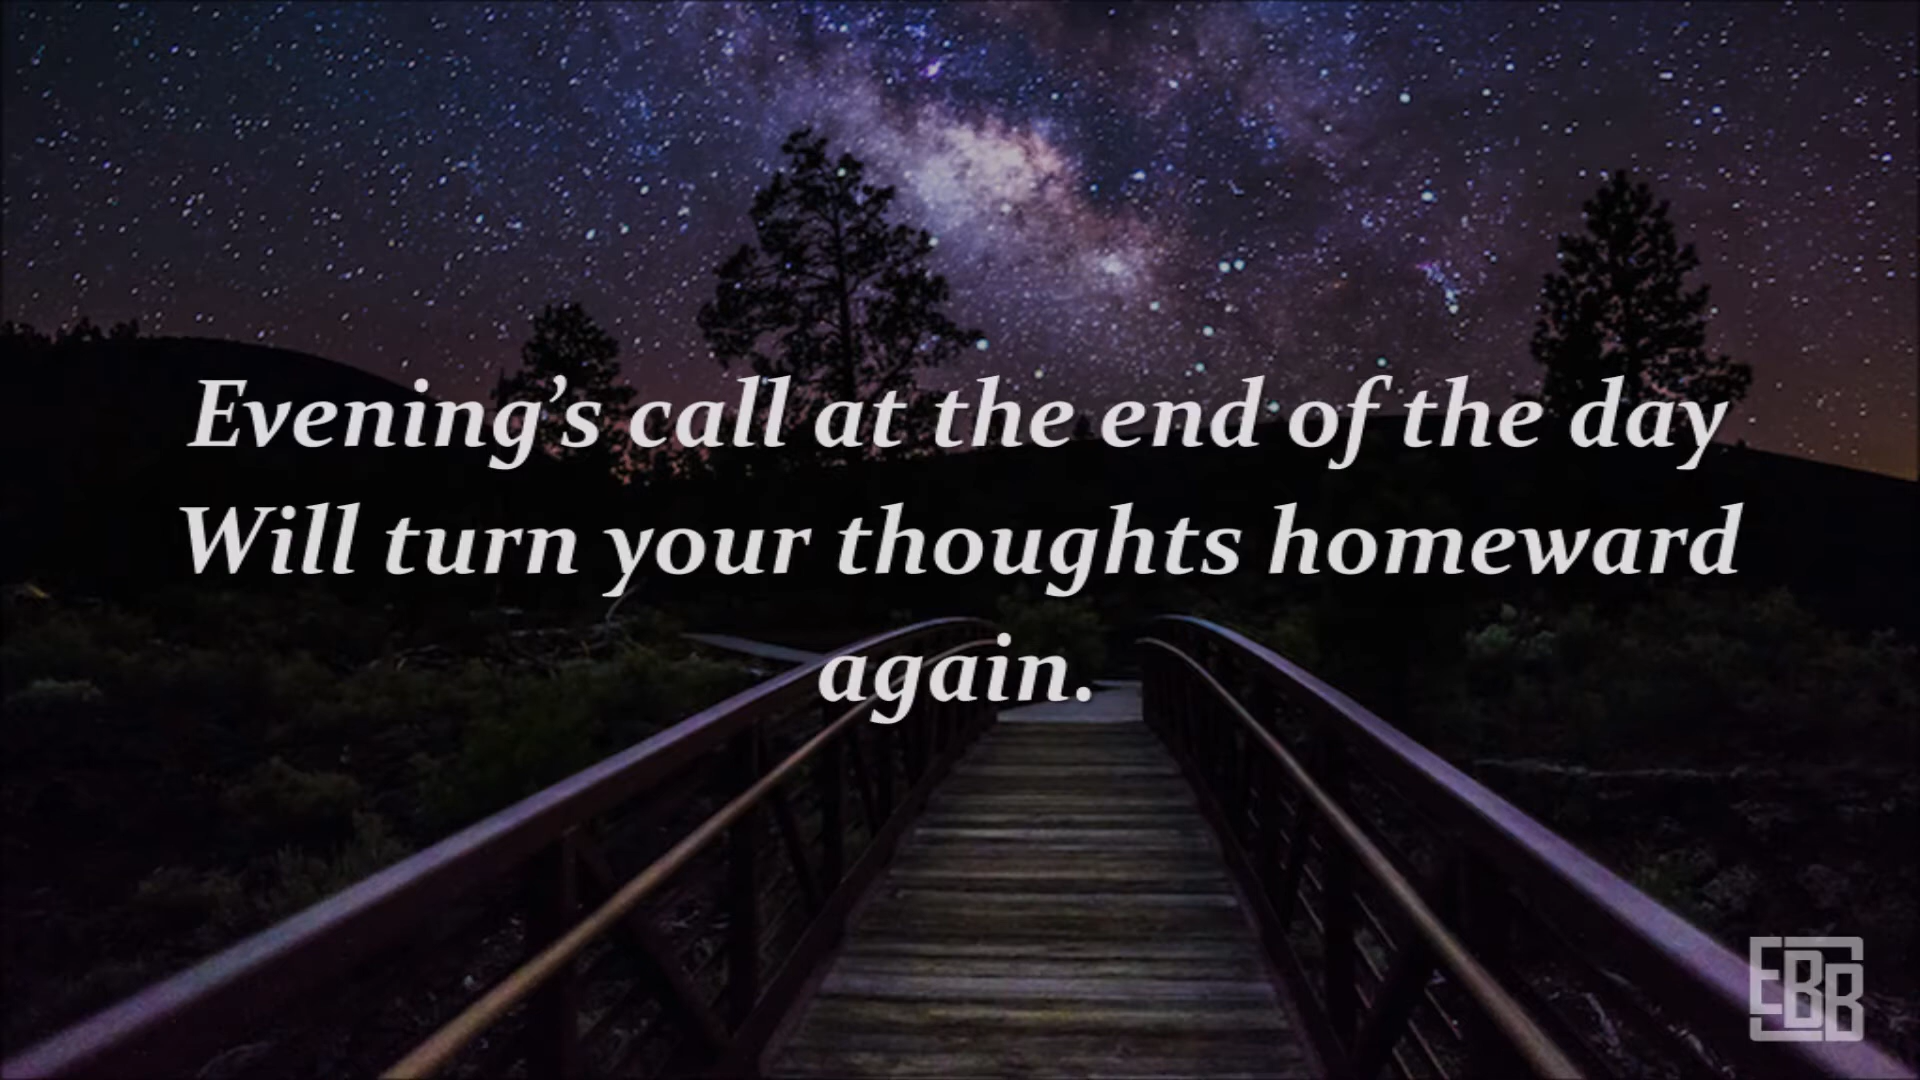 Evening’s call at the end of the day
Will turn your thoughts homeward
again.
EBB